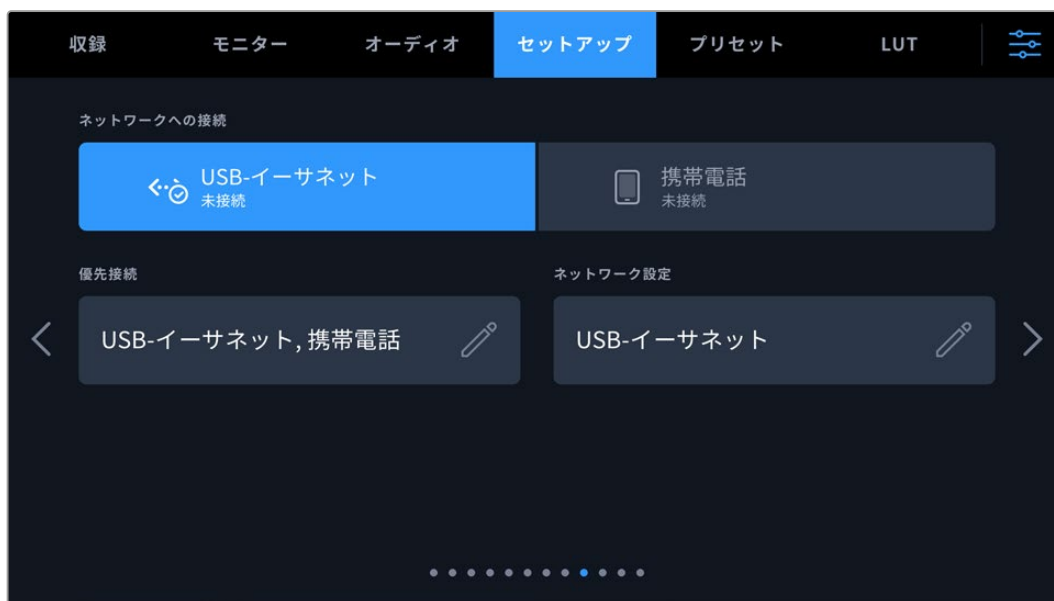 収録 モニター オーディオ セットアップ プリセット LUT
ネットワークへの接続
USB-イーサネット
未接続
携帯電話
未接続
優先接続
USB-イーサネット, 携帯電話
ネットワーク設定
USB-イーサネット